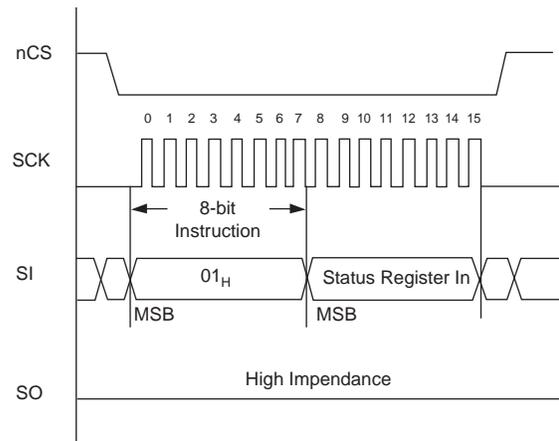 nCS
0 1 2 3 4 5 6 7 8 9 10 11 12 13 14 15
SCK
8-bit
Instruction
SI
01H
Status Register In
MSB
MSB
High Impendance
SO